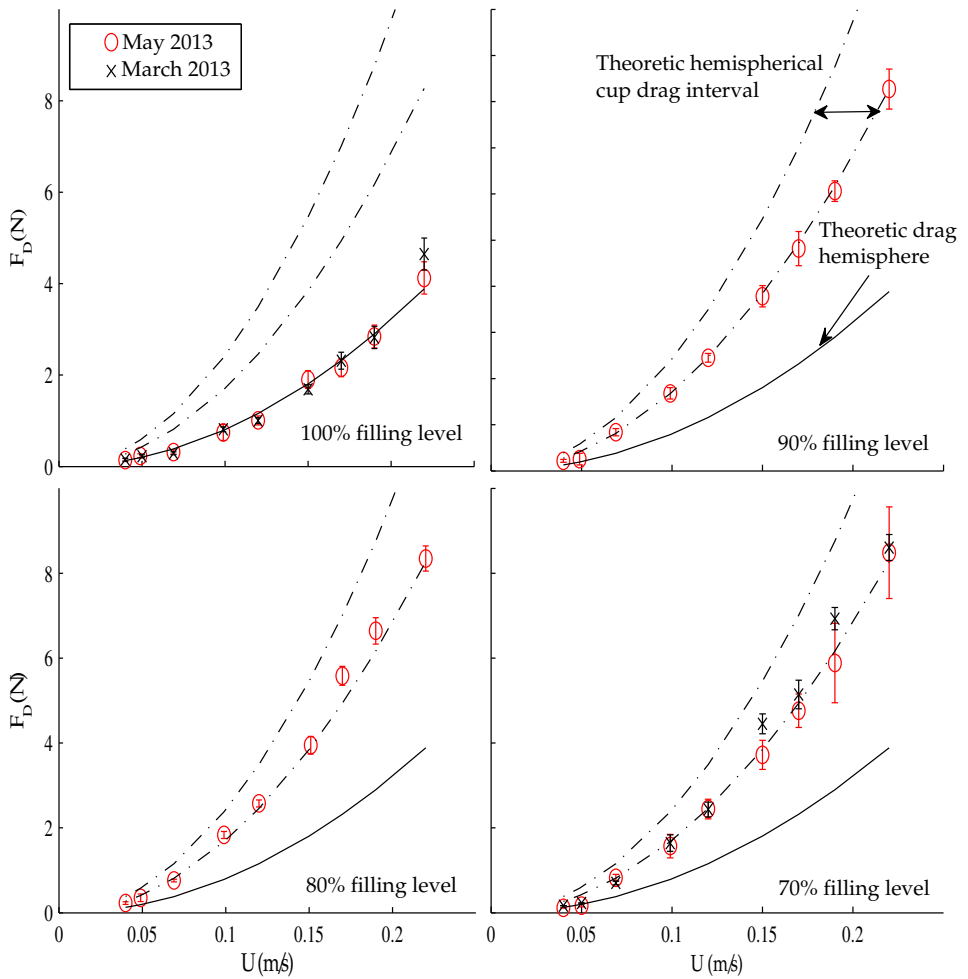 May 2013
March 2013
8
6
4
2
0
F_D(N)
100% filling level
Theoretic hemispherical
cup drag interval
Theoretic drag
hemisphere
90% filling level
8
6
4
2
0
F_D(N)
80% filling level
0 0.05 0.1 0.15 0.2
U (m/s)
70% filling level
0.05 0.1 0.15 0.2
U (m/s)